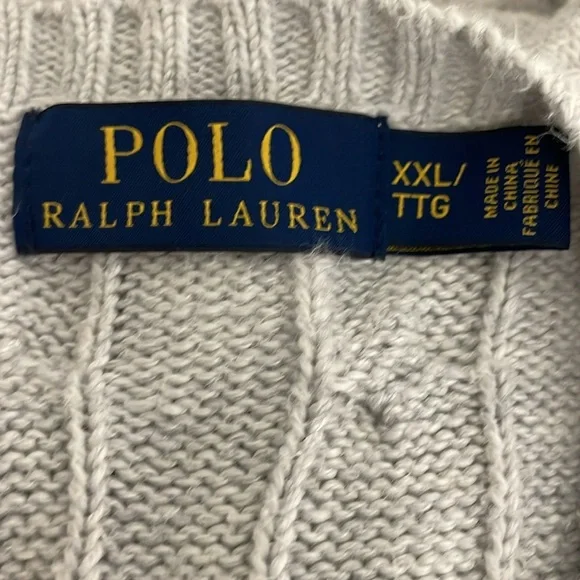 POLO
RALPH LAUREN
XXL/
TTG
MADE IN
CHINA
FABRIQUÉ EN
CHINE